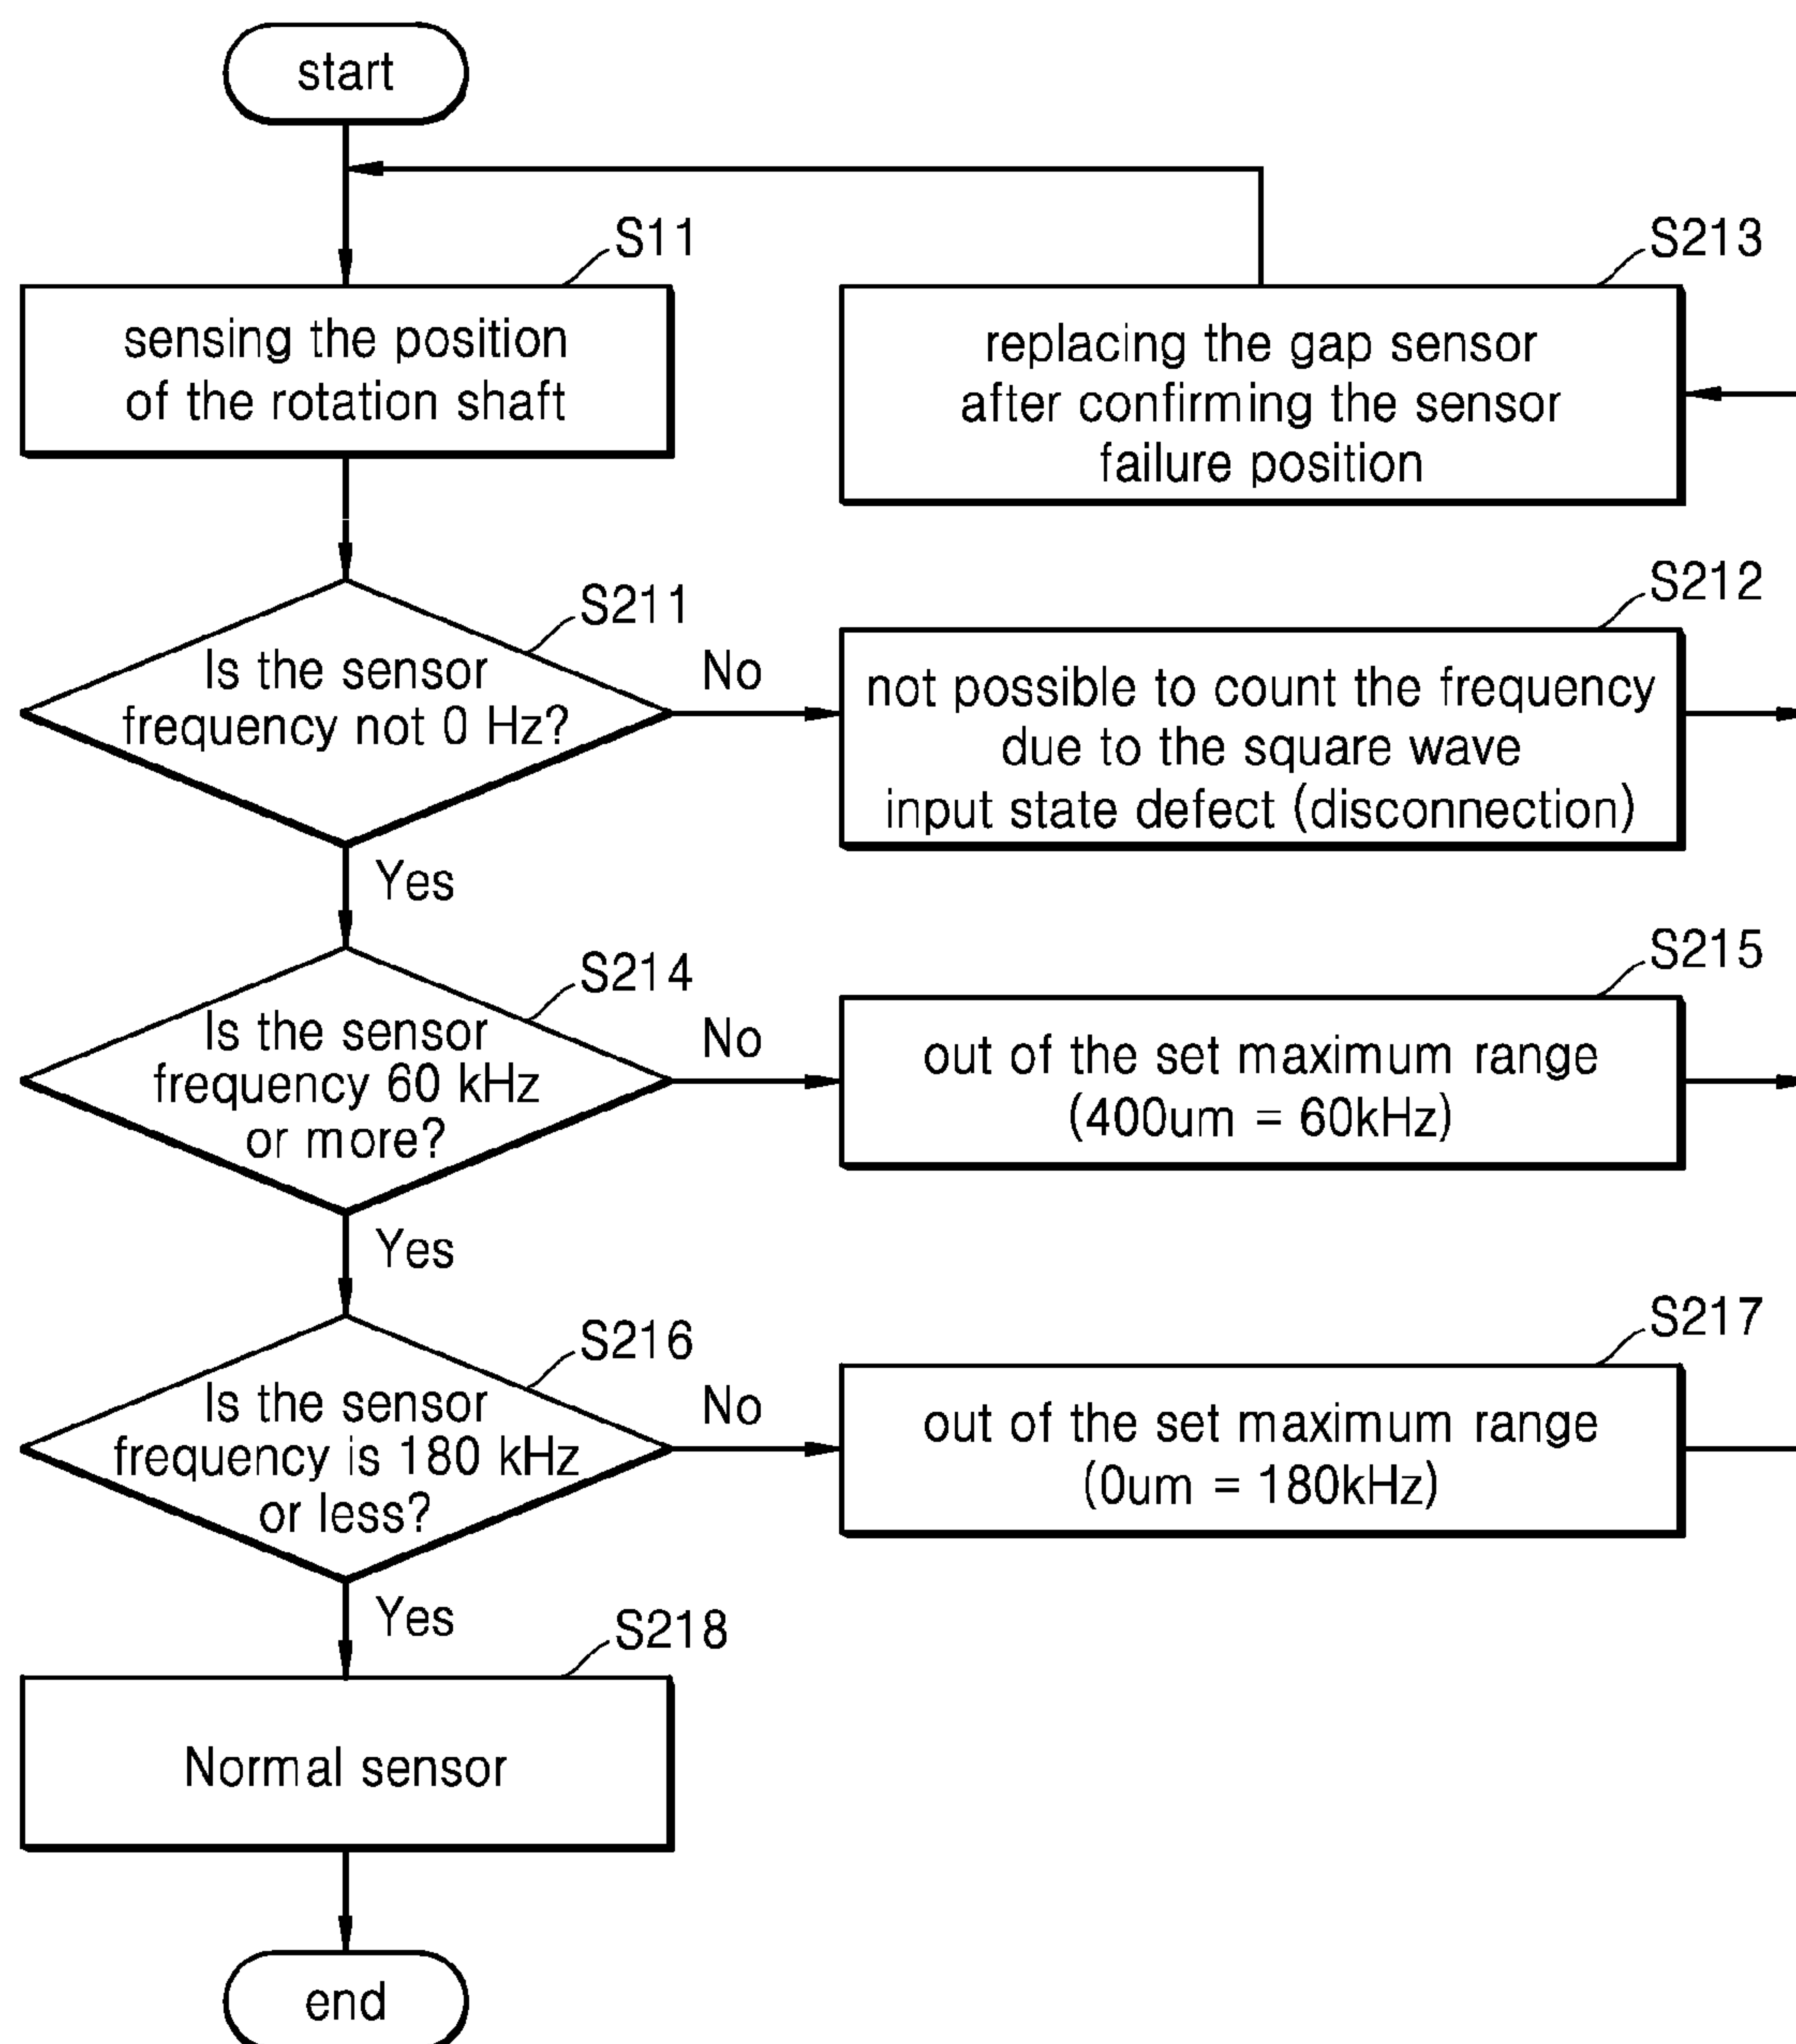 start
S11
sensing the position
of the rotation shaft
S213
replacing the gap sensor
after confirming the sensor
failure position
S211
Is the sensor
frequency not 0 Hz?
No
Yes
S212
not possible to count the frequency
due to the square wave
input state defect (disconnection)
S214
Is the sensor
frequency 60 kHz
or more?
No
Yes
S215
out of the set maximum range
(400um = 60kHz)
S216
Is the sensor
frequency is 180 kHz
or less?
No
Yes
S217
out of the set maximum range
(0um = 180kHz)
S218
Normal sensor
end